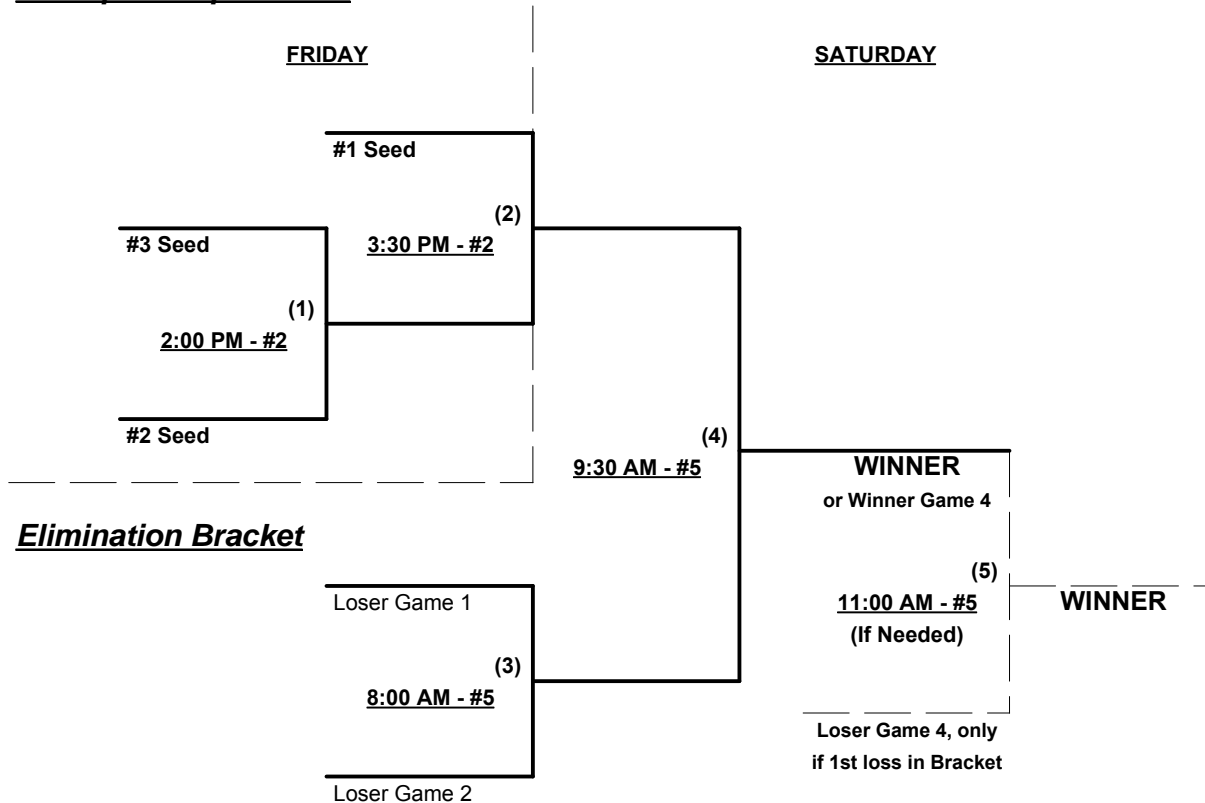 FRIDAY
SATURDAY
#1 Seed
(2)
3:30 PM - #2
#3 Seed
(1)
2:00 PM - #2
#2 Seed
(4)
9:30 AM - #5
WINNER
or Winner Game 4
(5)
11:00 AM - #5
(If Needed)
WINNER
Loser Game 4, only
if 1st loss in Bracket
Elimination Bracket
Loser Game 1
(3)
8:00 AM - #5
Loser Game 2